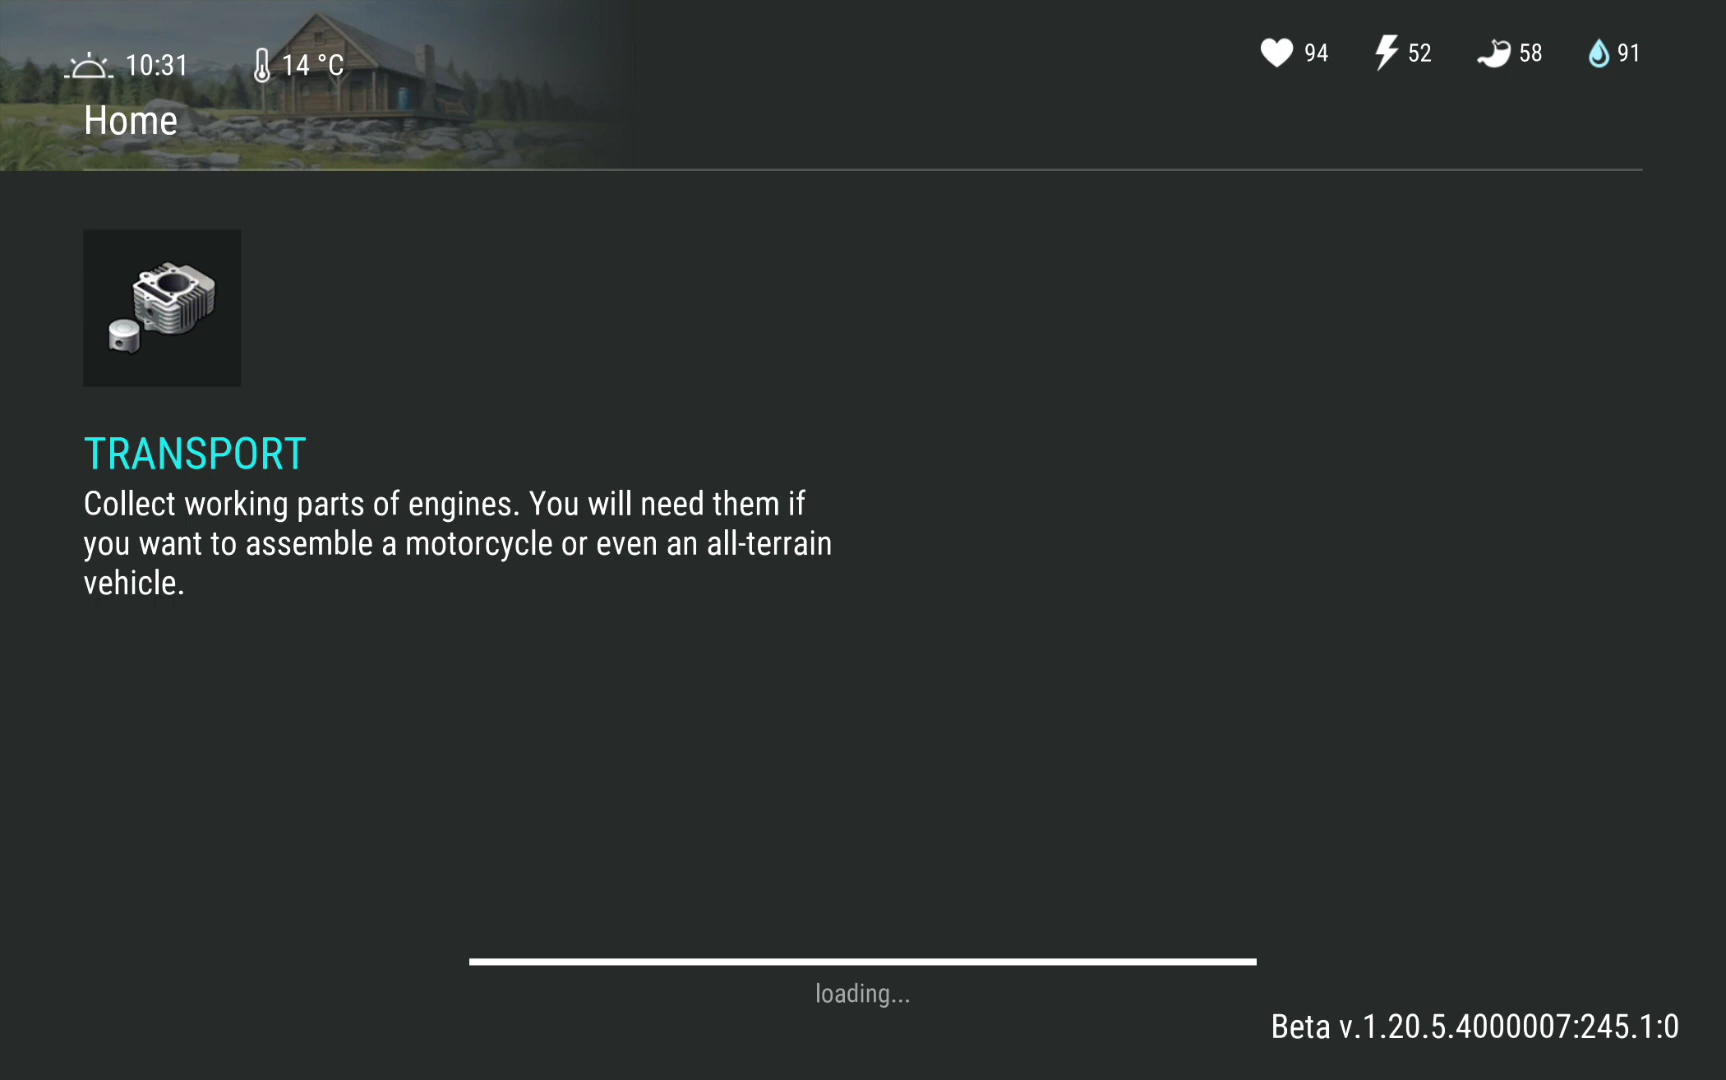 10:31 14 °C 94 52 58 91
Home
TRANSPORT
Collect working parts of engines. You will need them if
you want to assemble a motorcycle or even an all-terrain
vehicle.
loading...
Beta v.1.20.5.4000007:245.1:0